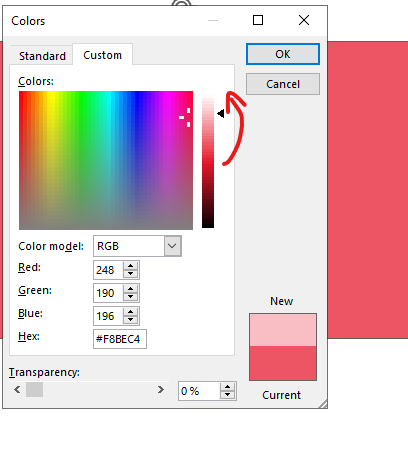 Colors
Standard Custom OK
Colors: Cancel
Color model: RGB
Red: 248
Green: 190
Blue: 196
Hex: #F8BEC4
New
Transparency:
0 %
Current